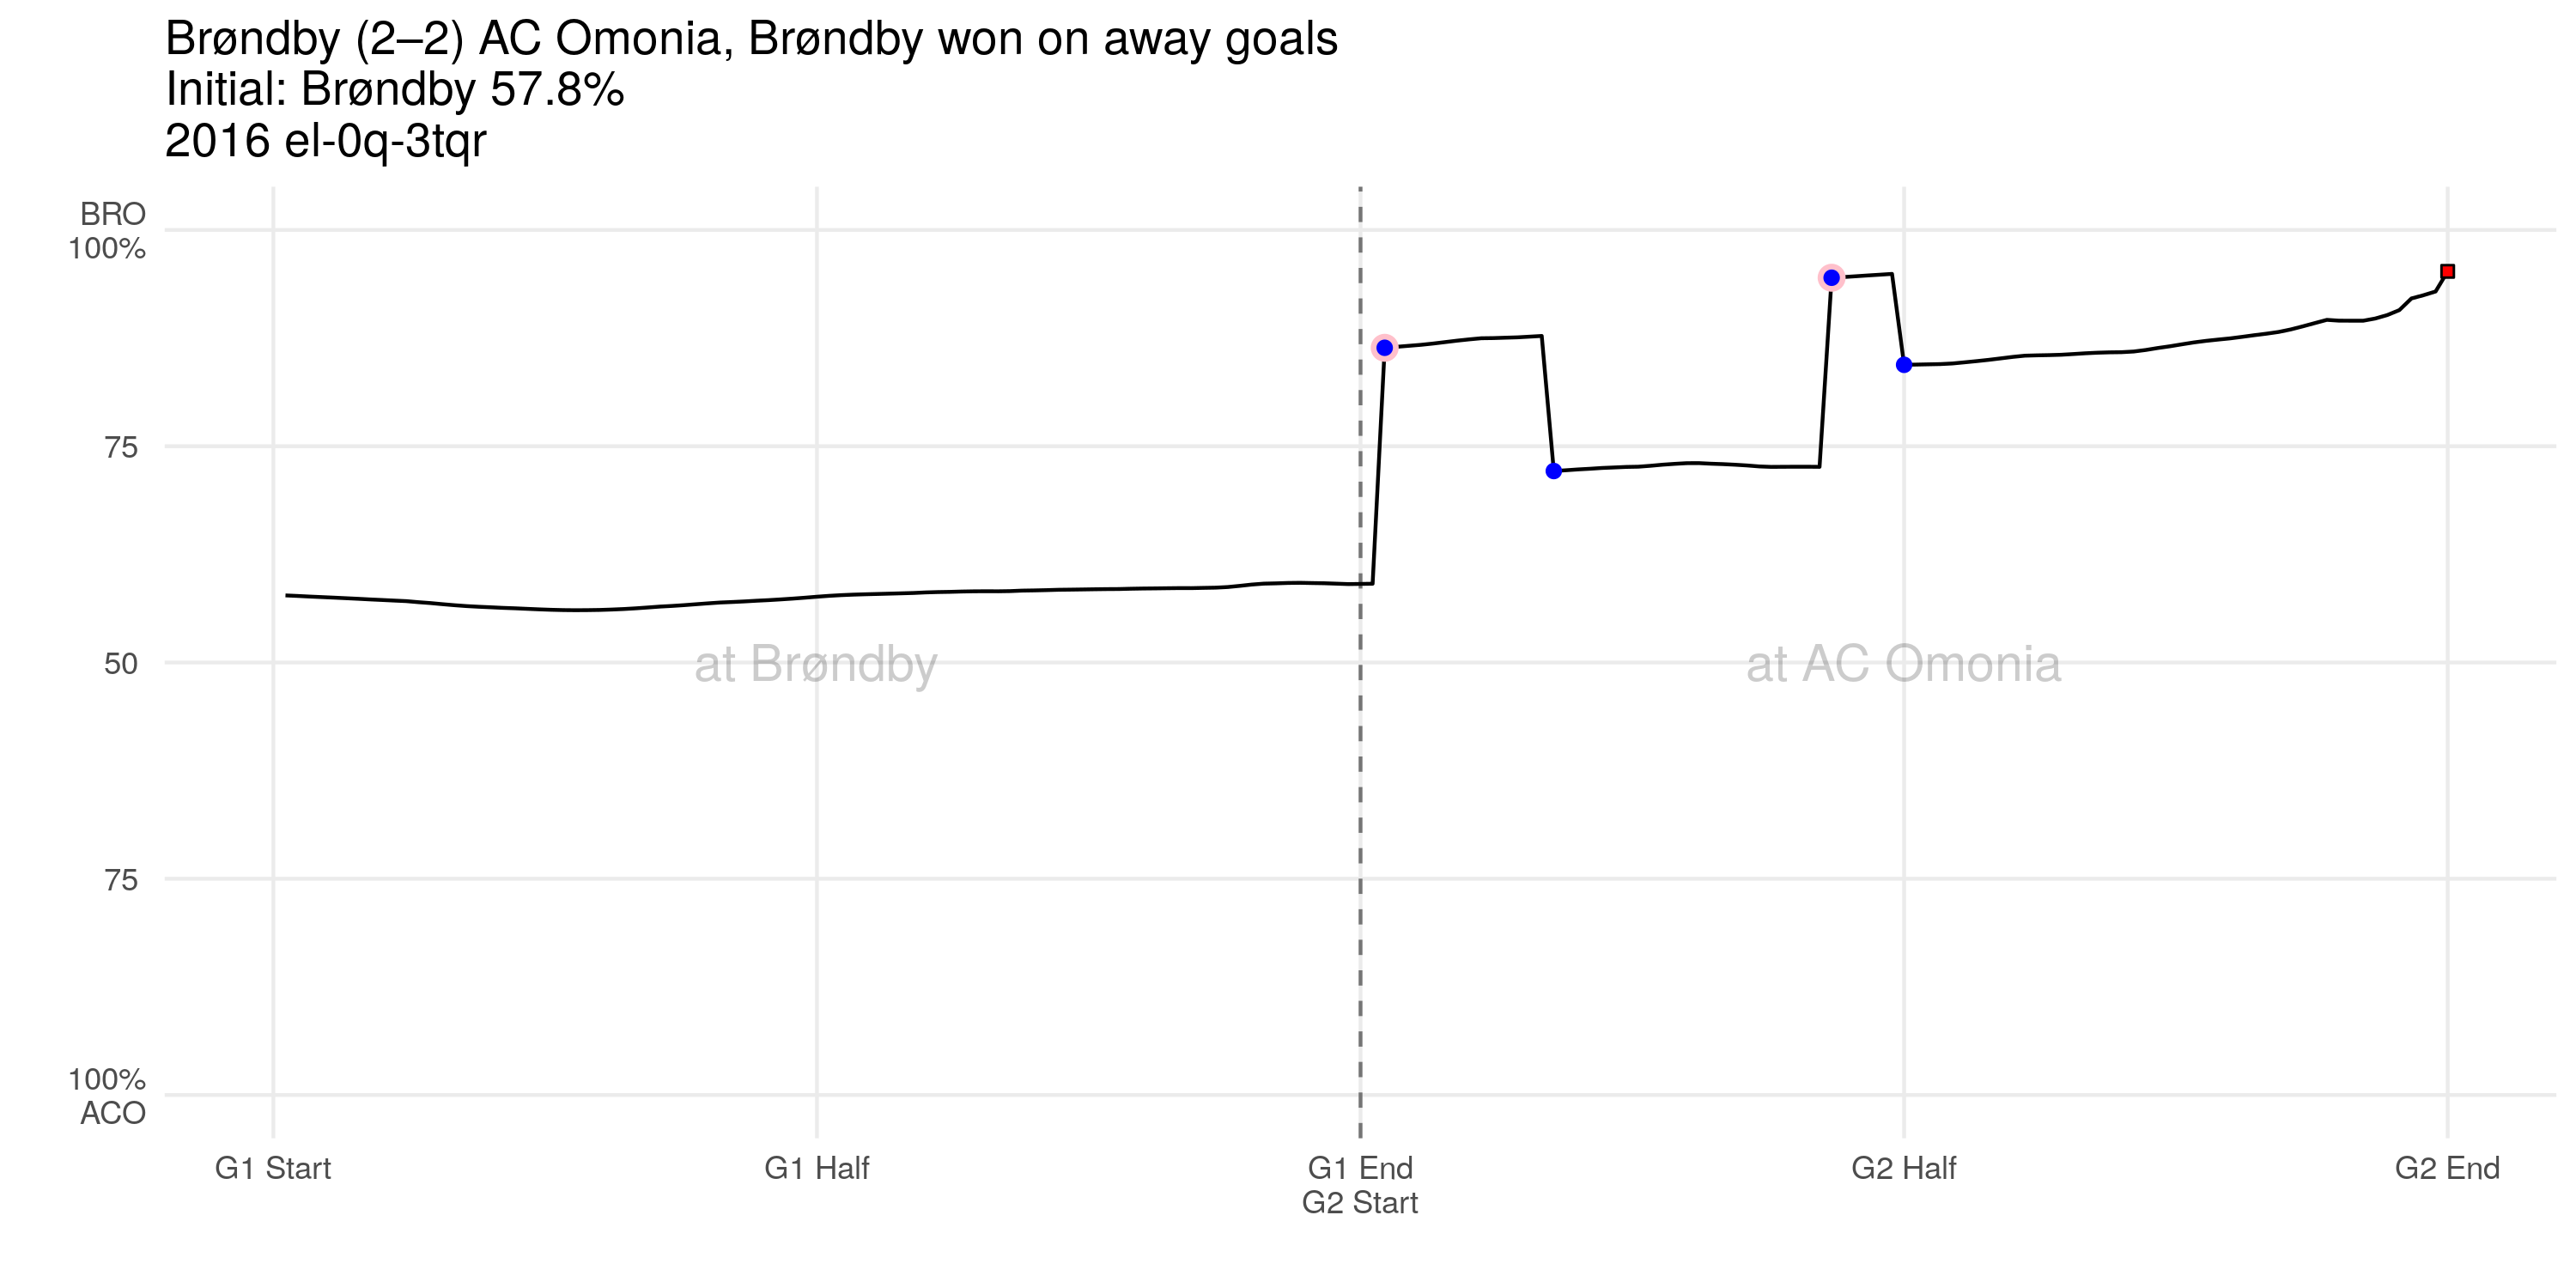 Brøndby (2–2) AC Omonia, Brøndby won on away goals
Initial: Brøndby 57.8%
2016 el-0q-3tqr
BRO
100%
75
50
75
100%
ACO
at Brøndby
at AC Omonia
G1 Start
G1 Half
G1 End
G2 Start
G2 Half
G2 End